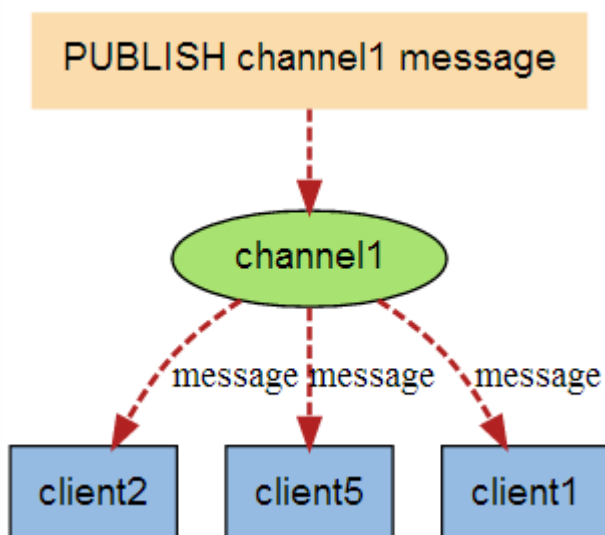 PUBLISH channel1 message
channel1
message message message
client2 client5 client1